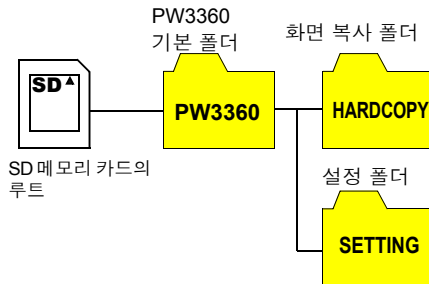 PW3360
기본 폴더
화면 복사 폴더
SD
PW3360
HARDCOPY
SD 메모리 카드의
루트
설정 폴더
SETTING